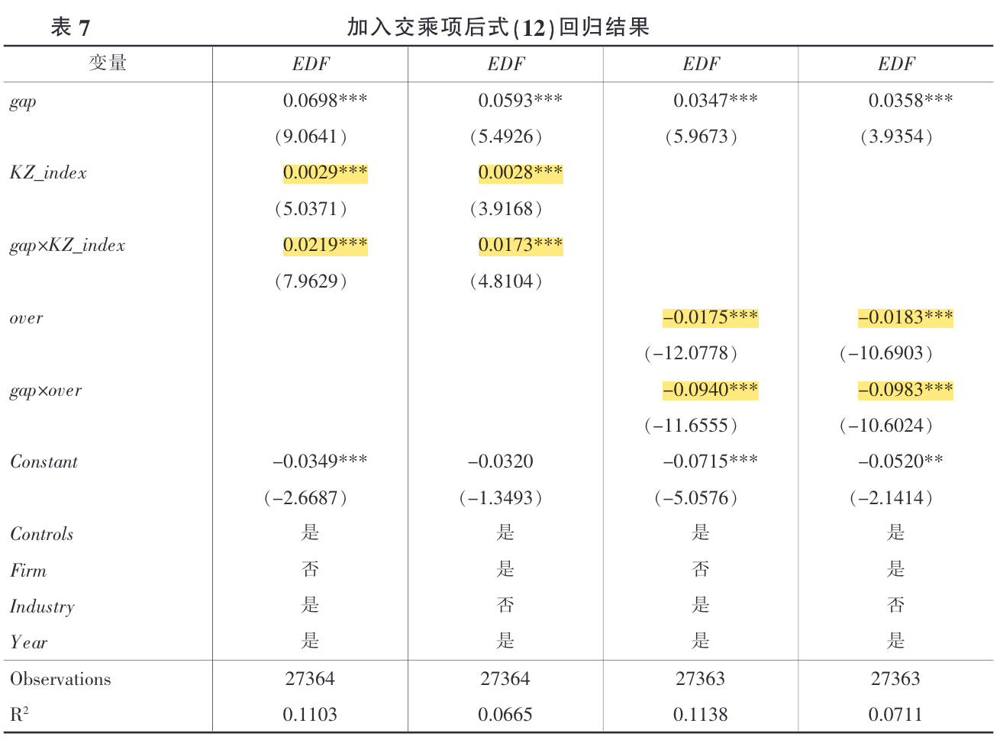 表 7 加入交乘项后式(12)回归结果
变量 EDF EDF EDF EDF
gap 0.0698*** 0.0593*** 0.0347*** 0.0358***
(9.0641) (5.4926) (5.9673) (3.9354)
KZ_index 0.0029*** 0.0028***
(5.0371) (3.9168)
gap×KZ_index 0.0219*** 0.0173***
(7.9629) (4.8104)
over -0.0175*** -0.0183***
(-12.0778) (-10.6903)
gap×over -0.0940*** -0.0983***
(-11.6555) (-10.6024)
Constant -0.0349*** -0.0320 -0.0715*** -0.0520**
(-2.6687) (-1.3493) (-5.0576) (-2.1414)
Controls 是 是 是 是
Firm 否 是 否 是
Industry 是 否 是 否
Year 是 是 是 是
Observations 27364 27364 27363 27363
R² 0.1103 0.0665 0.1138 0.0711